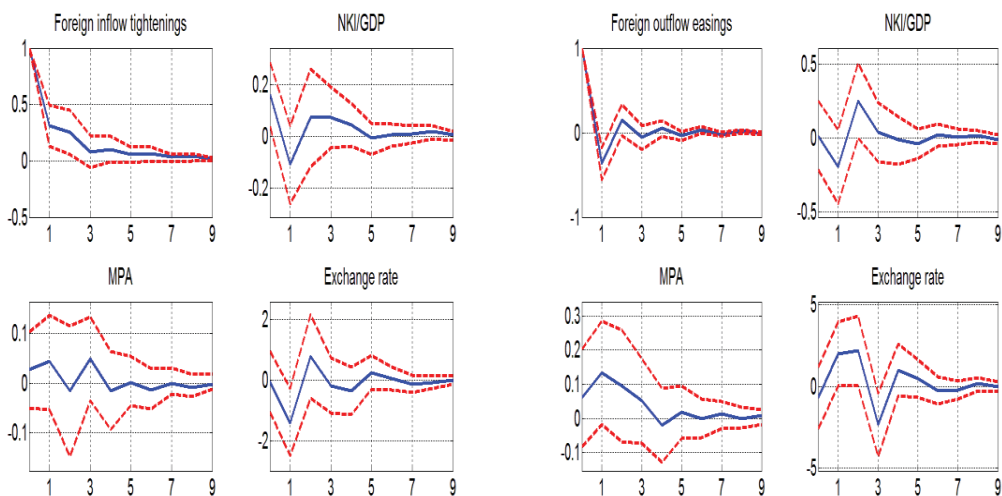 Foreign inflow tightenings
1
0.5
0
-0.5
1 3 5 7 9
NKI/GDP
0.2
0
-0.2
1 3 5 7 9
Foreign outflow easings
1
0
-1
1 3 5 7 9
NKI/GDP
0.5
0
-0.5
1 3 5 7 9
MPA
0.1
0
-0.1
1 3 5 7 9
Exchange rate
2
0
-2
1 3 5 7 9
MPA
0.3
0.2
0.1
0
-0.1
1 3 5 7 9
Exchange rate
5
0
-5
1 3 5 7 9